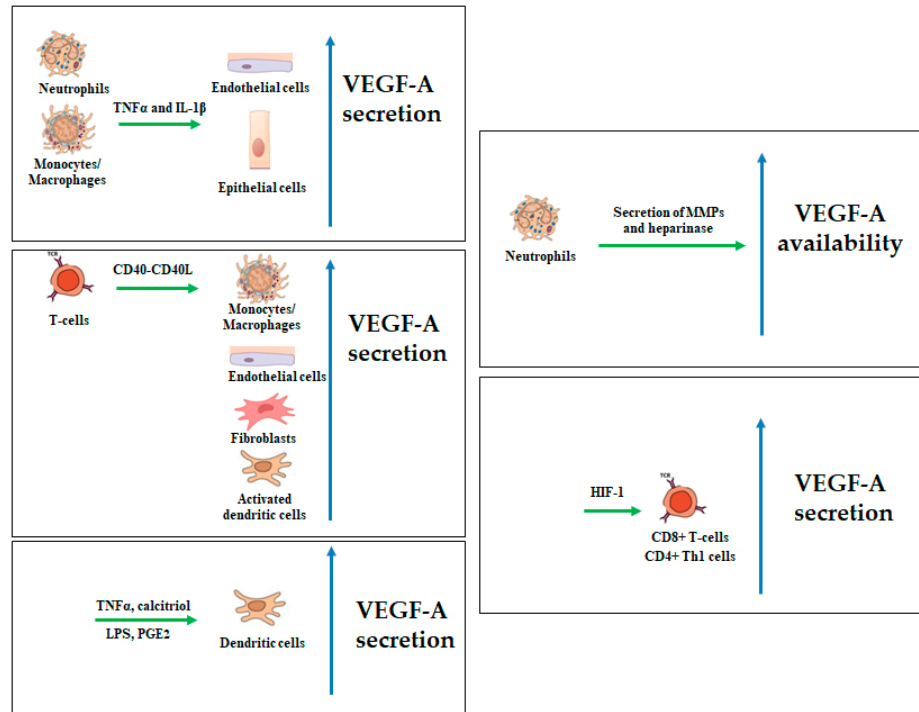 Neutrophils
Monocytes/
Macrophages
TNFα and IL-1β
Endothelial cells
Epithelial cells
VEGF-A
secretion
TCR
T-cells
CD40-CD40L
Monocytes/
Macrophages
Endothelial cells
Fibroblasts
Activated
dendritic cells
VEGF-A
secretion
TNFα, calcitriol
LPS, PGE2
Dendritic cells
VEGF-A
secretion
Neutrophils
Secretion of MMPs
and heparinase
VEGF-A
availability
HIF-1
TCR
CD8+ T-cells
CD4+ Th1 cells
VEGF-A
secretion